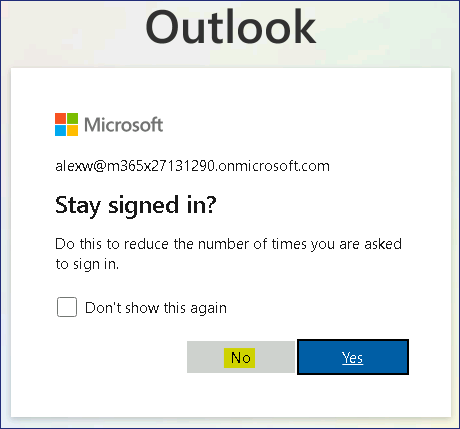 Outlook
Microsoft
alexw@m365x27131290.onmicrosoft.com
Stay signed in?
Do this to reduce the number of times you are asked
to sign in.
Don't show this again
No
Yes